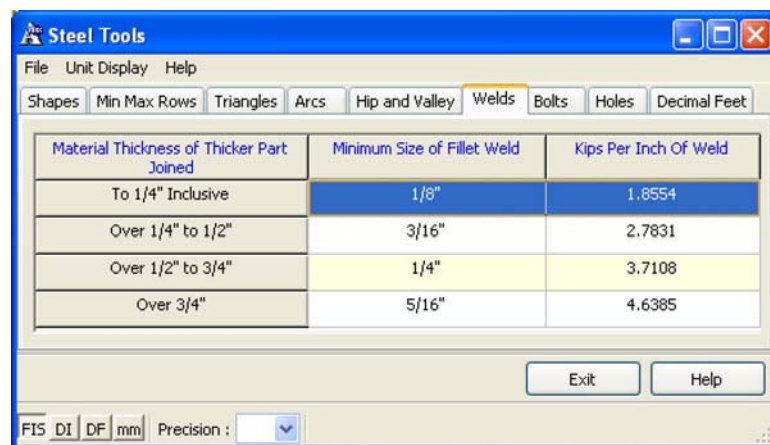 Steel Tools
File Unit Display Help
Shapes Min Max Rows Triangles Arcs Hip and Valley Welds Bolts Holes Decimal Feet
Material Thickness of Thicker Part Joined Minimum Size of Fillet Weld Kips Per Inch Of Weld
To 1/4" Inclusive 1/8" 1.8554
Over 1/4" to 1/2" 3/16" 2.7831
Over 1/2" to 3/4" 1/4" 3.7108
Over 3/4" 5/16" 4.6385
Exit Help
FIS DI DF mm Precision :